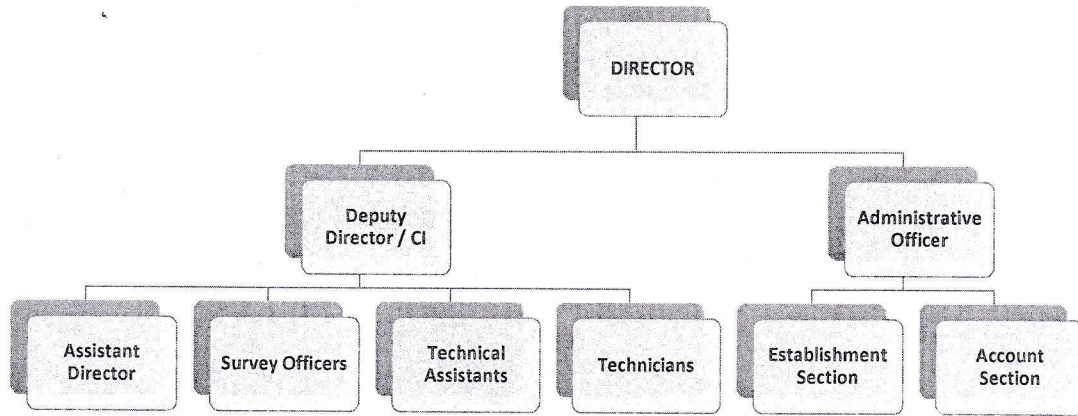 DIRECTOR
Deputy
Director / CI
Administrative
Officer
Assistant
Director
Survey Officers
Technical
Assistants
Technicians
Establishment
Section
Account
Section